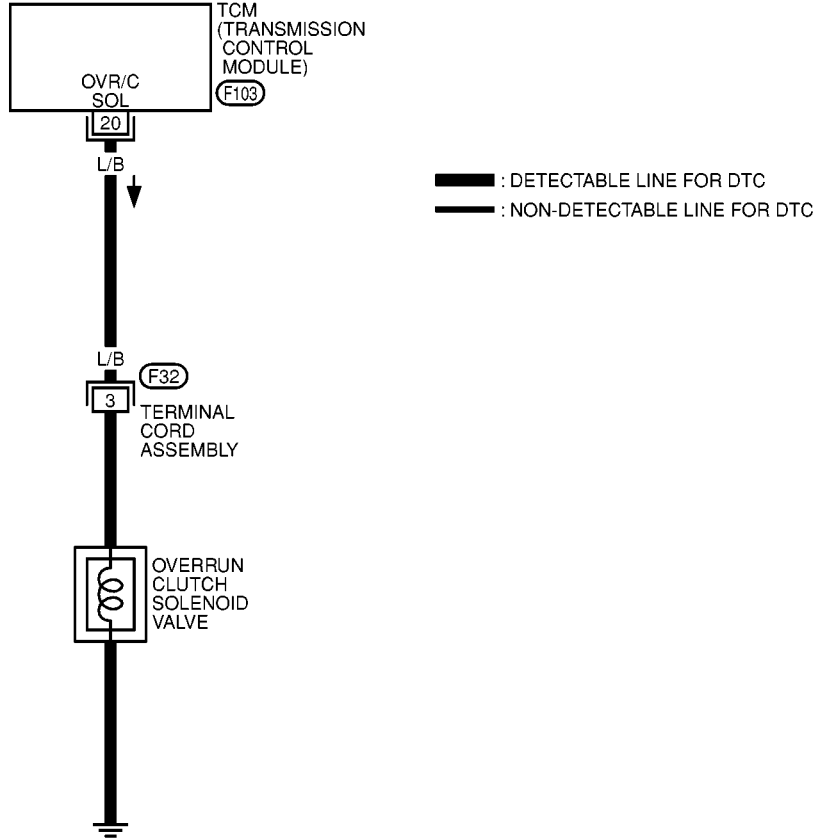 TCM
(TRANSMISSION
CONTROL
MODULE)
F103
OVR/C
SOL
20
L/B
: DETECTABLE LINE FOR DTC
: NON-DETECTABLE LINE FOR DTC
L/B
F32
3
TERMINAL
CORD
ASSEMBLY
OVERRUN
CLUTCH
SOLENOID
VALVE